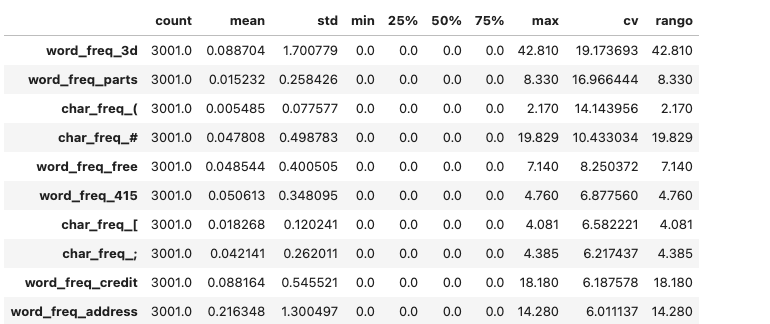 count mean std min 25% 50% 75% max cv rango
word_freq_3d 3001.0 0.088704 1.700779 0.0 0.0 0.0 0.0 42.810 19.173693 42.810
word_freq_parts 3001.0 0.015232 0.258426 0.0 0.0 0.0 0.0 8.330 16.966444 8.330
char_freq_( 3001.0 0.005485 0.077577 0.0 0.0 0.0 0.0 2.170 14.143956 2.170
char_freq_# 3001.0 0.047808 0.498783 0.0 0.0 0.0 0.0 19.829 10.433034 19.829
word_freq_free 3001.0 0.048544 0.400505 0.0 0.0 0.0 0.0 7.140 8.250372 7.140
word_freq_415 3001.0 0.050613 0.348095 0.0 0.0 0.0 0.0 4.760 6.877560 4.760
char_freq_[ 3001.0 0.018268 0.120241 0.0 0.0 0.0 0.0 4.081 6.582221 4.081
char_freq_; 3001.0 0.042141 0.262011 0.0 0.0 0.0 0.0 4.385 6.217437 4.385
word_freq_credit 3001.0 0.088164 0.545521 0.0 0.0 0.0 0.0 18.180 6.187578 18.180
word_freq_address 3001.0 0.216348 1.300497 0.0 0.0 0.0 0.0 14.280 6.011137 14.280